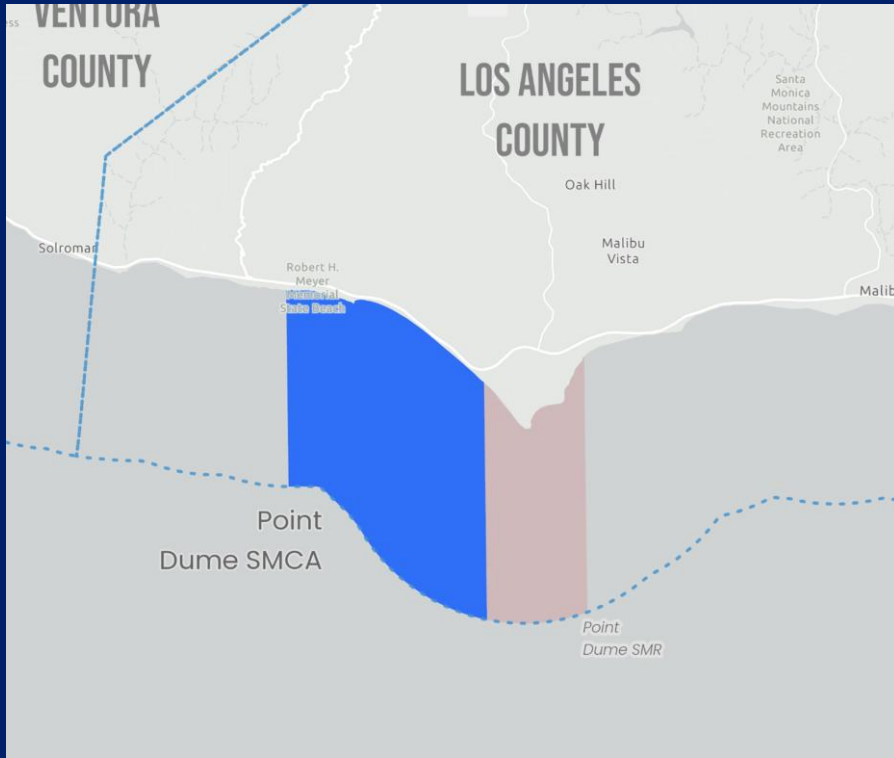 VENTURA
COUNTY
LOS ANGELES
COUNTY
Santa
Monica
Mountains
National
Recreation
Area
Oak Hill
Malibu
Vista
Solromar
Robert H.
Meyer
Memorial
State Beach
Point
Dume SMCA
Point
Dume SMR